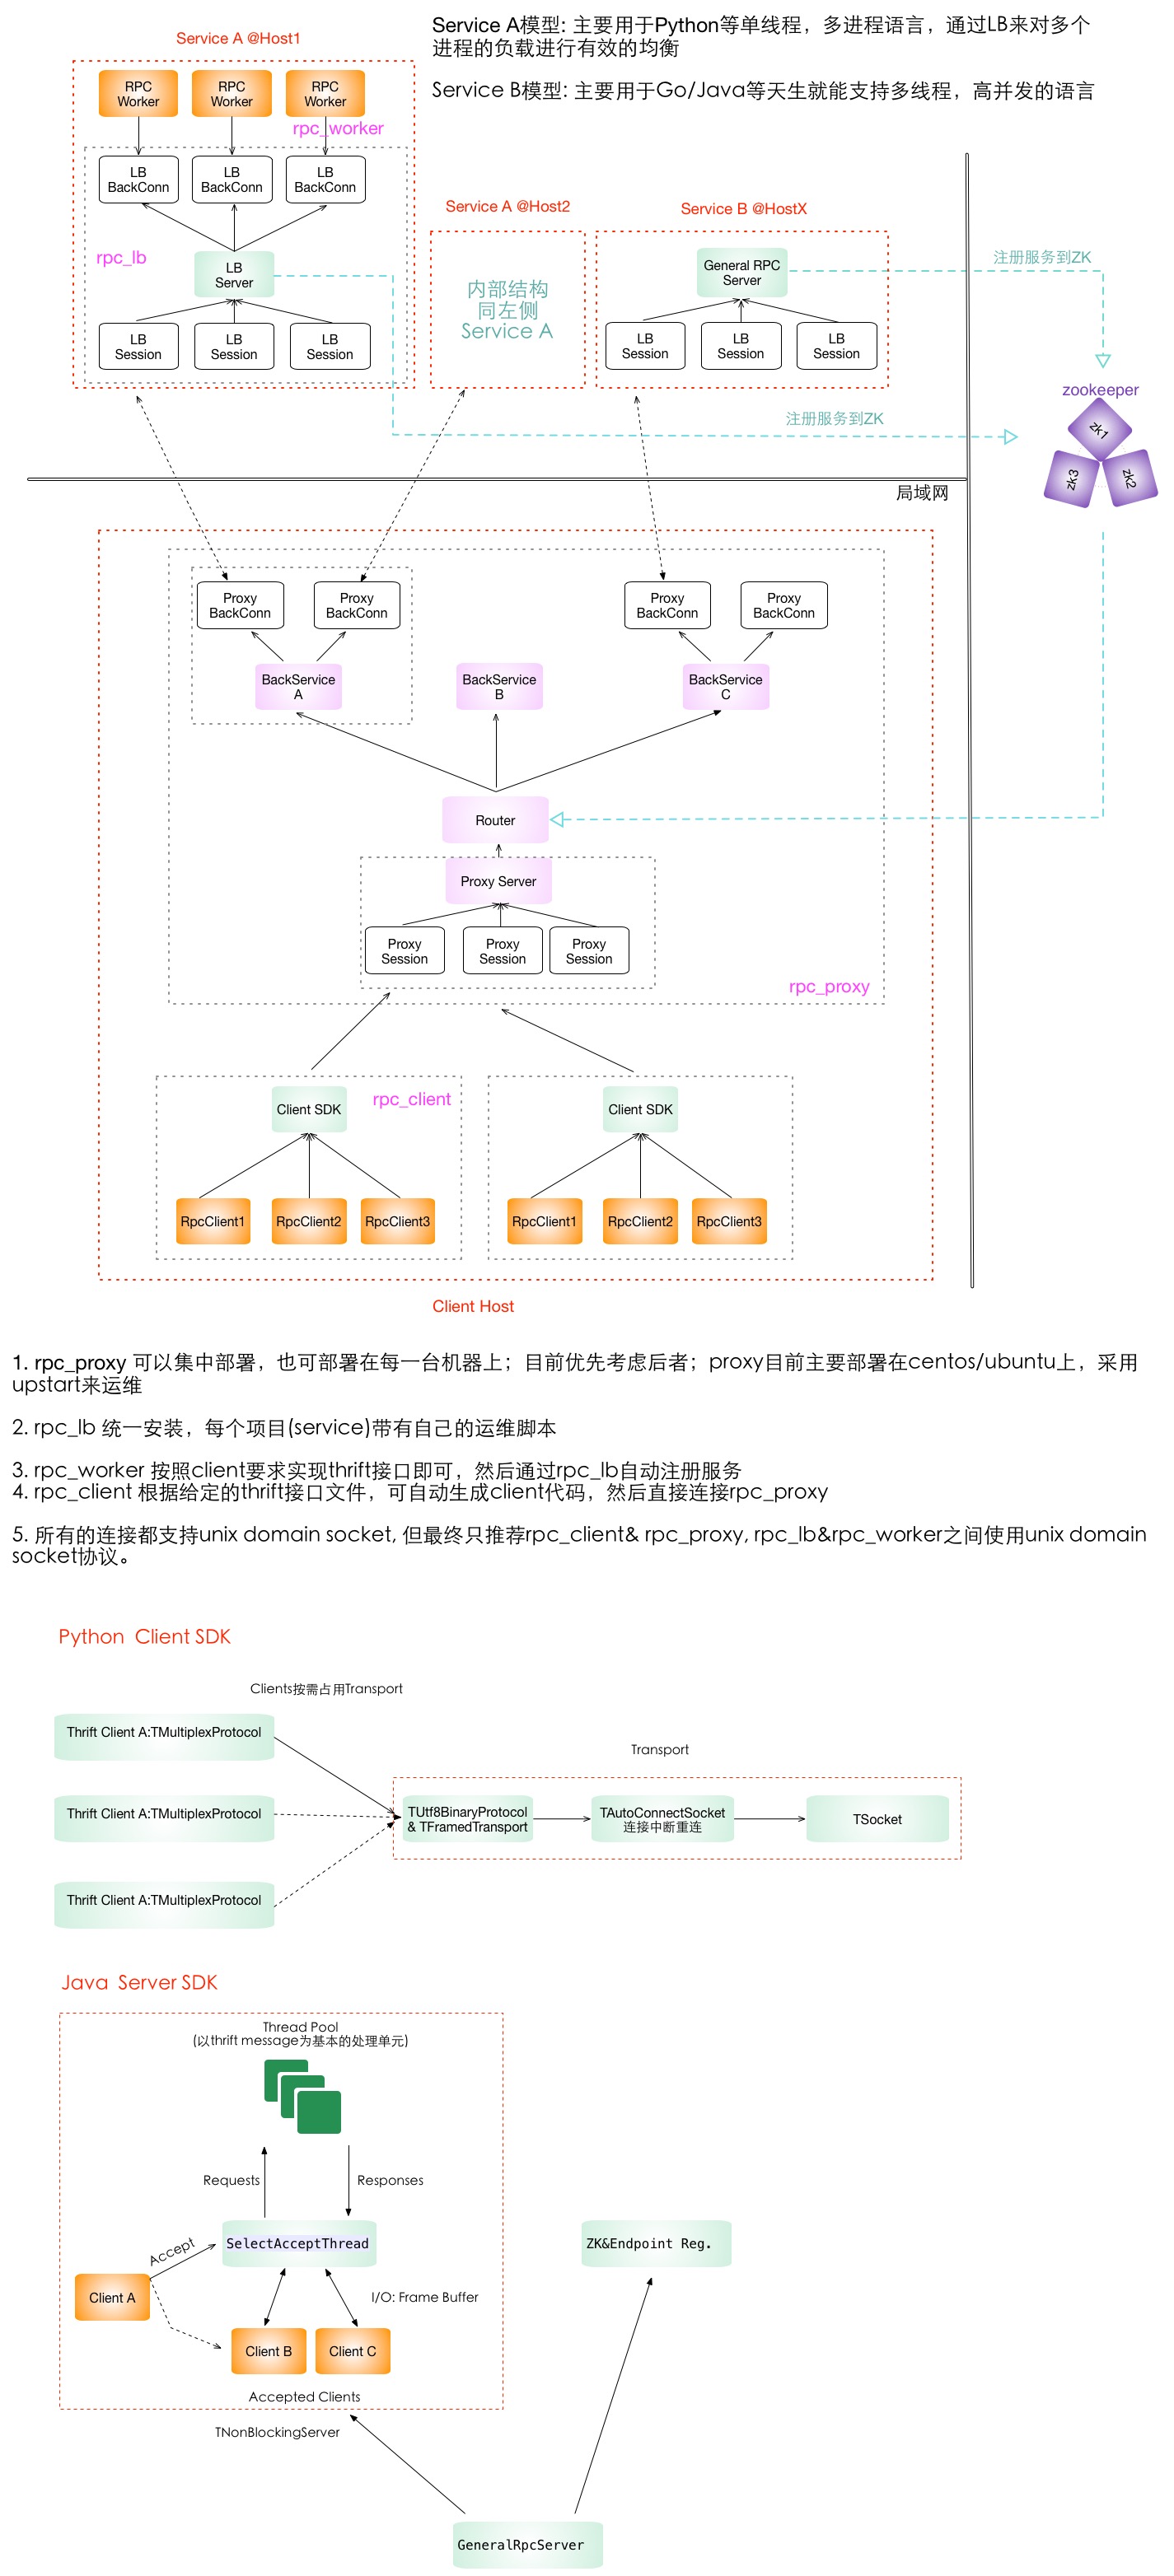 Service A模型: 主要用于Python等单线程，多进程语言，通过LB来对多个
进程的负载进行有效的均衡
Service B模型: 主要用于Go/Java等天生就能支持多线程，高并发的语言
Service A @Host1
RPC
Worker
RPC
Worker
RPC
Worker
rpc_worker
LB
BackConn
LB
BackConn
LB
BackConn
rpc_lb
LB
Server
LB
Session
LB
Session
LB
Session
Service A @Host2
内部结构
同左侧
Service A
Service B @HostX
General RPC
Server
LB
Session
LB
Session
LB
Session
注册服务到ZK
注册服务到ZK
zookeeper
zk1
zk3
zk2
局域网
Proxy
BackConn
Proxy
BackConn
Proxy
BackConn
Proxy
BackConn
BackService
A
BackService
B
BackService
C
Router
Proxy Server
Proxy
Session
Proxy
Session
Proxy
Session
rpc_proxy
Client SDK
rpc_client
Client SDK
RpcClient1
RpcClient2
RpcClient3
RpcClient1
RpcClient2
RpcClient3
Client Host
1. rpc_proxy 可以集中部署，也可部署在每一台机器上；目前优先考虑后者；proxy目前主要部署在centos/ubuntu上，采用
upstart来运维
2. rpc_lb 统一安装，每个项目(service)带有自己的运维脚本
3. rpc_worker 按照client要求实现thrift接口即可，然后通过rpc_lb自动注册服务
4. rpc_client 根据给定的thrift接口文件，可自动生成client代码，然后直接连接rpc_proxy
5. 所有的连接都支持unix domain socket, 但最终只推荐rpc_client& rpc_proxy, rpc_lb&rpc_worker之间使用unix domain
socket协议。
Python Client SDK
Clients按需占用Transport
Thrift Client A:TMultiplexProtocol
Transport
Thrift Client A:TMultiplexProtocol
TUtf8BinaryProtocol
& TFramedTransport
TAutoConnectSocket
连接中断重连
TSocket
Thrift Client A:TMultiplexProtocol
Java Server SDK
Thread Pool
(以thrift message为基本的处理单元)
Requests
Responses
Accept
SelectAcceptThread
ZK&Endpoint Reg.
Client A
I/O: Frame Buffer
Client B
Client C
Accepted Clients
TNonBlockingServer
GeneralRpcServer